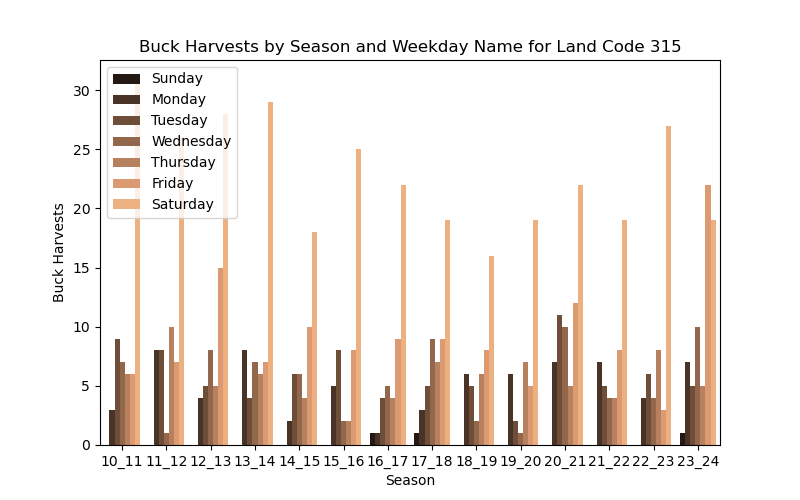 Buck Harvests by Season and Weekday Name for Land Code 315
Sunday
Monday
Tuesday
Wednesday
Thursday
Friday
Saturday
Buck Harvests
30
25
20
15
10
5
0
10_11 11_12 12_13 13_14 14_15 15_16 16_17 17_18 18_19 19_20 20_21 21_22 22_23 23_24
Season